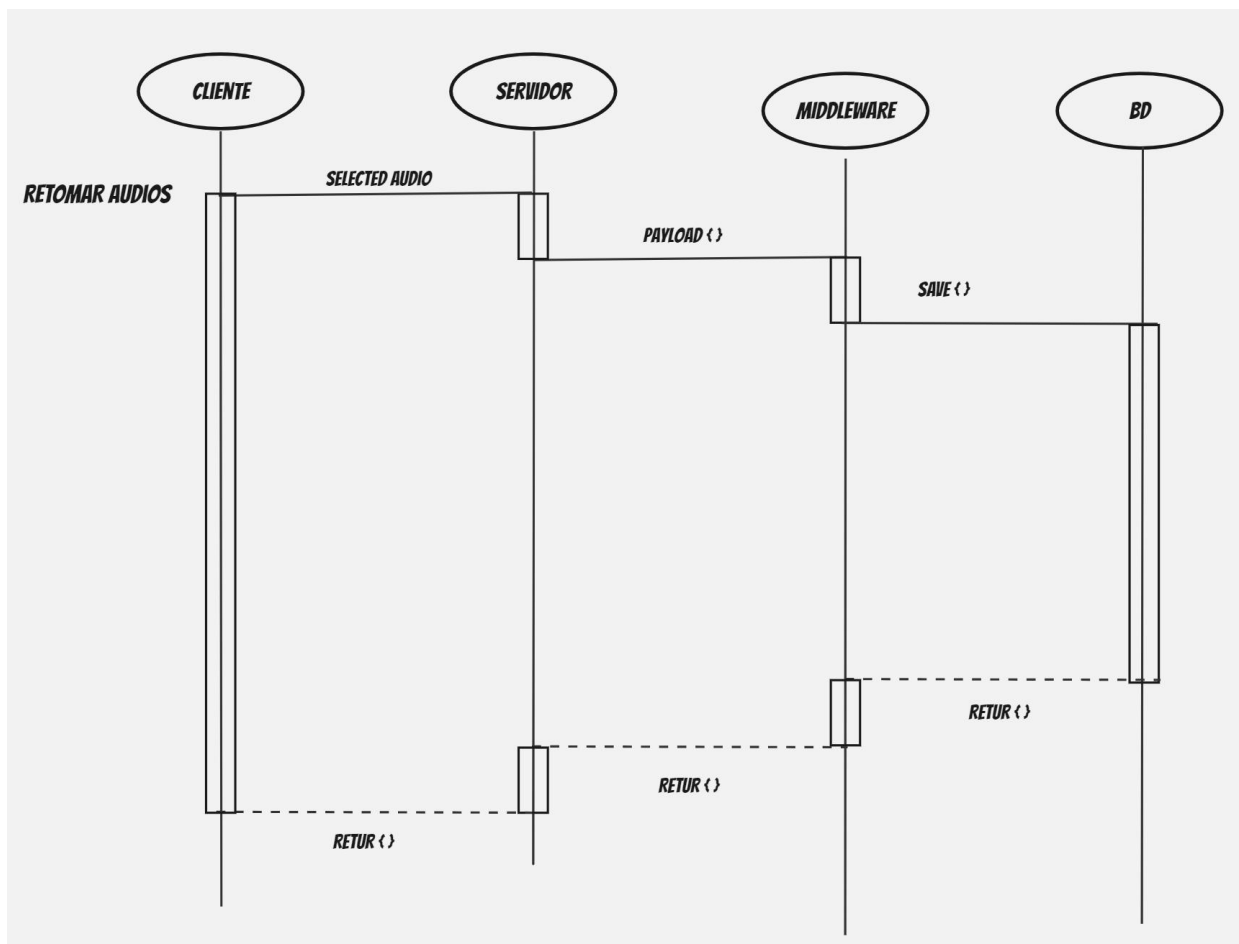 CLIENTE
SERVIDOR
MIDDLEWARE
BD
RETOMAR AUDIOS
SELECTED AUDIO
PAYLOAD { }
SAVE { }
RETUR { }
RETUR { }
RETUR { }